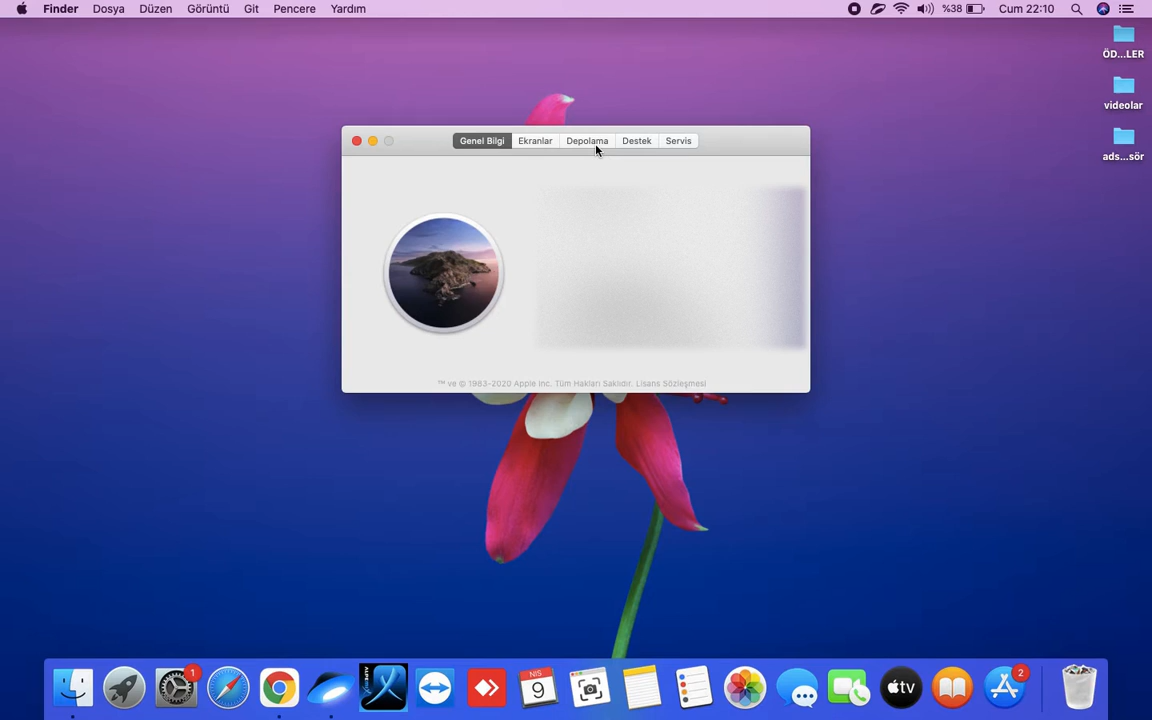 Finder Dosya Düzen Görüntü Git Pencere Yardım %38 Cum 22:10
ÖD...LER
videolar
ads...sör
Genel Bilgi Ekranlar Depolama Destek Servis
™ ve © 1983-2020 Apple Inc. Tüm Hakları Saklıdır. Lisans Sözleşmesi
1
ALPEMIX
NIS
9
tv
2